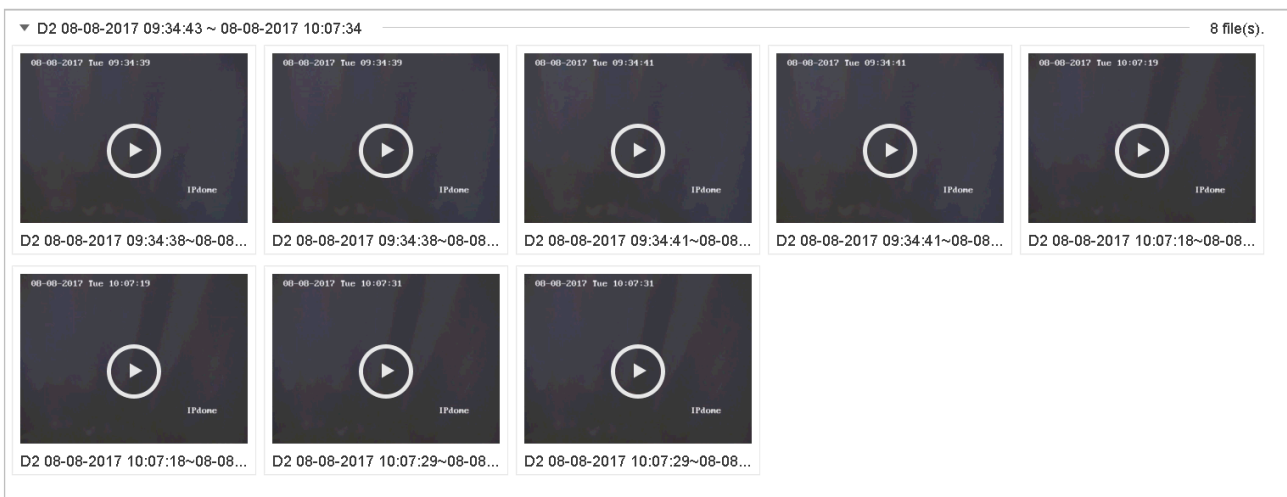 D2 08-08-2017 09:34:43 ~ 08-08-2017 10:07:34 8 file(s).
08-08-2017 Tue 09:34:39
IPdome
D2 08-08-2017 09:34:38~08-08...
08-08-2017 Tue 09:34:39
IPdome
D2 08-08-2017 09:34:38~08-08...
08-08-2017 Tue 09:34:41
IPdome
D2 08-08-2017 09:34:41~08-08...
08-08-2017 Tue 09:34:41
IPdome
D2 08-08-2017 09:34:41~08-08...
08-08-2017 Tue 10:07:19
IPdome
D2 08-08-2017 10:07:18~08-08...
08-08-2017 Tue 10:07:19
IPdome
D2 08-08-2017 10:07:18~08-08...
08-08-2017 Tue 10:07:31
IPdome
D2 08-08-2017 10:07:29~08-08...
08-08-2017 Tue 10:07:31
IPdome
D2 08-08-2017 10:07:29~08-08...